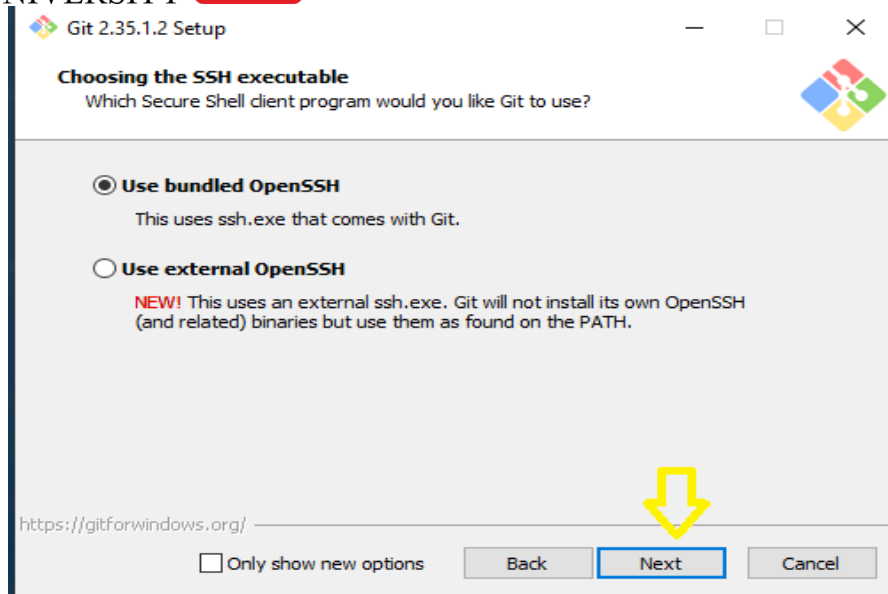 NIVERSITY
Git 2.35.1.2 Setup
Choosing the SSH executable
Which Secure Shell client program would you like Git to use?
Use bundled OpenSSH
This uses ssh.exe that comes with Git.
Use external OpenSSH
NEW! This uses an external ssh.exe. Git will not install its own OpenSSH
(and related) binaries but use them as found on the PATH.
https://gitforwindows.org/
Only show new options
Back
Next
Cancel